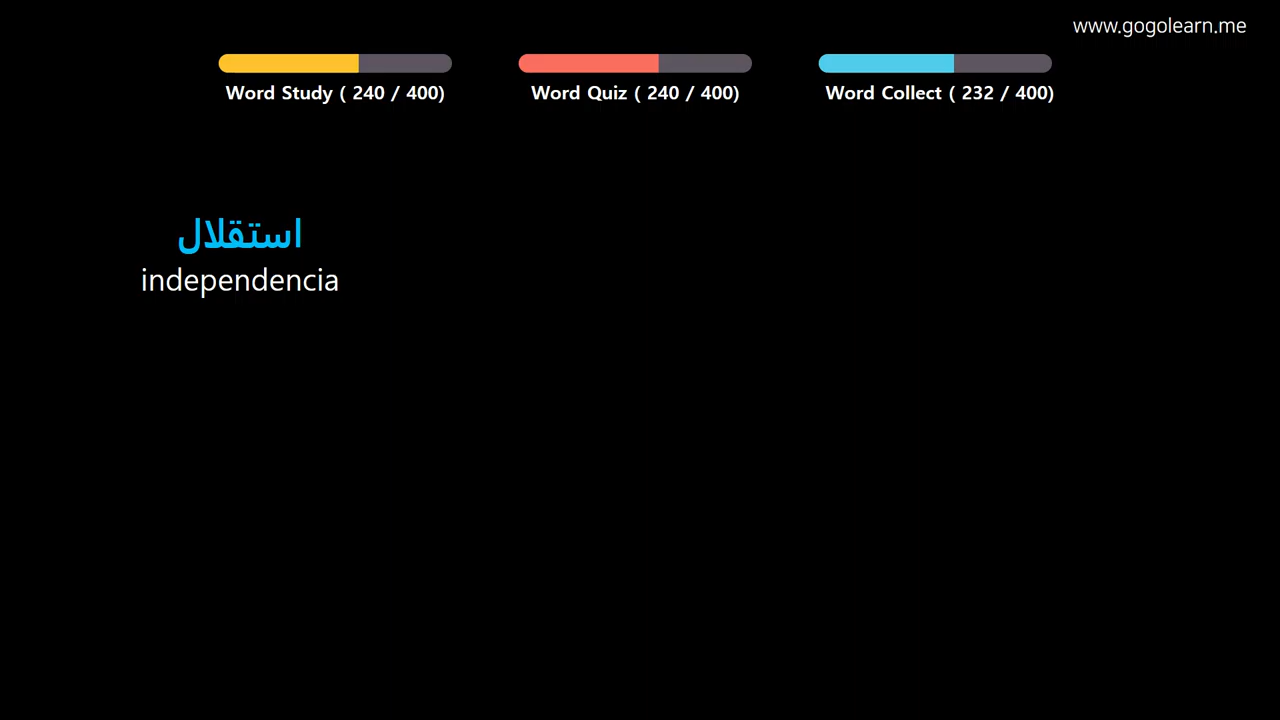 www.gogolearn.me
Word Study ( 240 / 400)
Word Quiz ( 240 / 400)
Word Collect ( 232 / 400)
استقلال
independencia